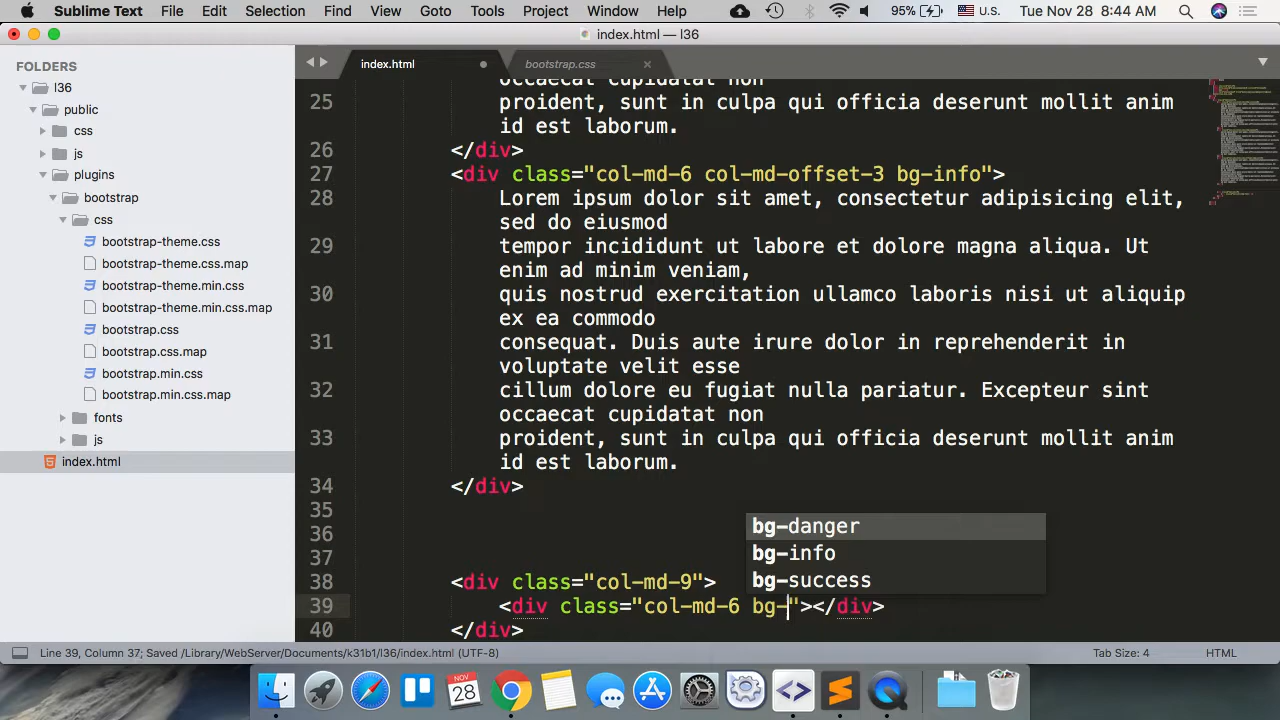 Sublime Text File Edit Selection Find View Goto Tools Project Window Help 95% U.S. Tue Nov 28 8:44 AM
index.html — l36
FOLDERS
l36
public
css
js
plugins
bootstrap
css
bootstrap-theme.css
bootstrap-theme.css.map
bootstrap-theme.min.css
bootstrap-theme.min.css.map
bootstrap.css
bootstrap.css.map
bootstrap.min.css
bootstrap.min.css.map
fonts
js
index.html
index.html bootstrap.css
occaecat cupidatat non
25 proident, sunt in culpa qui officia deserunt mollit anim
id est laborum.
26 </div>
27 <div class="col-md-6 col-md-offset-3 bg-info">
28 Lorem ipsum dolor sit amet, consectetur adipisicing elit,
sed do eiusmod
29 tempor incididunt ut labore et dolore magna aliqua. Ut
enim ad minim veniam,
30 quis nostrud exercitation ullamco laboris nisi ut aliquip
ex ea commodo
31 consequat. Duis aute irure dolor in reprehenderit in
voluptate velit esse
32 cillum dolore eu fugiat nulla pariatur. Excepteur sint
occaecat cupidatat non
33 proident, sunt in culpa qui officia deserunt mollit anim
id est laborum.
34 </div>
35
36
37
38 <div class="col-md-9">
39 <div class="col-md-6 bg-"></div>
40 </div>
bg-danger
bg-info
bg-success
Line 39, Column 37; Saved /Library/WebServer/Documents/k31b1/l36/index.html (UTF-8) Tab Size: 4 HTML
NOV
28